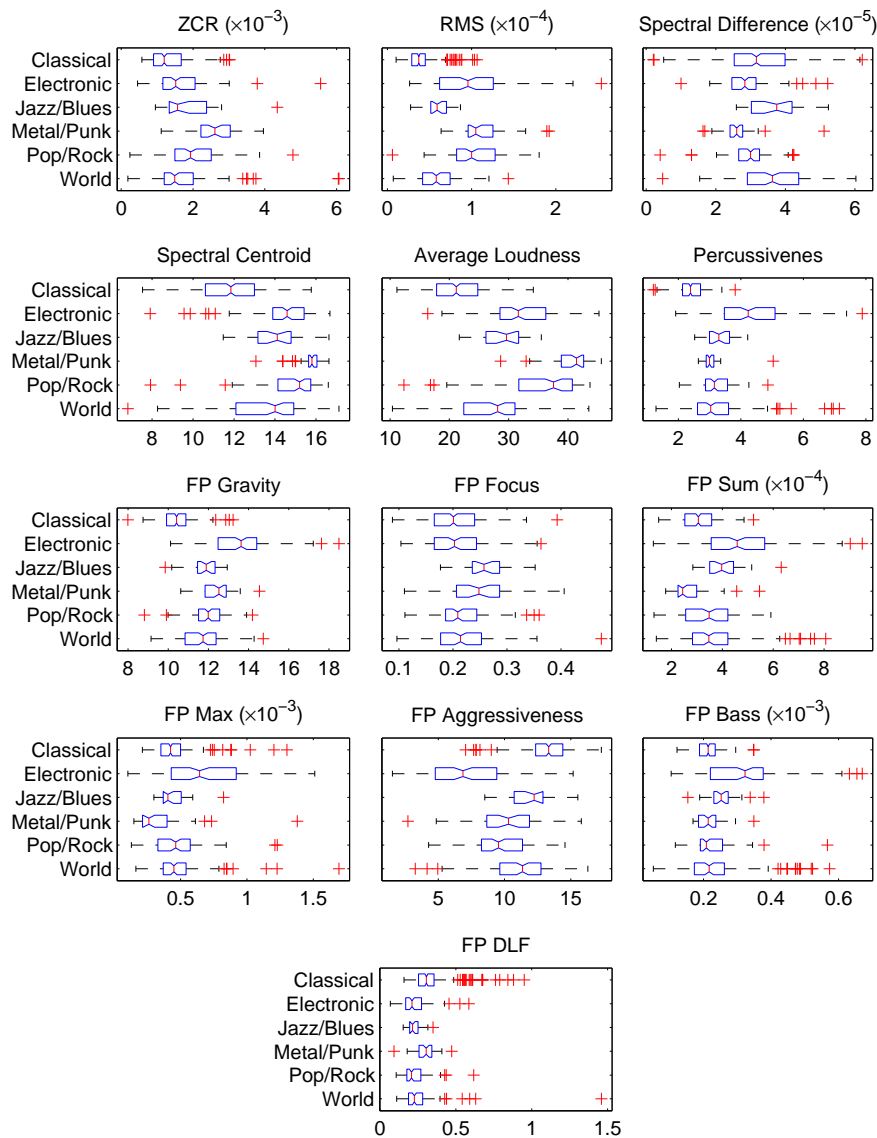 ZCR (×10⁻³) RMS (×10⁻⁴) Spectral Difference (×10⁻⁵)
Classical
Electronic
Jazz/Blues
Metal/Punk
Pop/Rock
World
0 2 4 6 0 1 2 0 2 4 6
Spectral Centroid Average Loudness Percussivenes
Classical
Electronic
Jazz/Blues
Metal/Punk
Pop/Rock
World
8 10 12 14 16 10 20 30 40 2 4 6 8
FP Gravity FP Focus FP Sum (×10⁻⁴)
Classical
Electronic
Jazz/Blues
Metal/Punk
Pop/Rock
World
8 10 12 14 16 18 0.1 0.2 0.3 0.4 2 4 6 8
FP Max (×10⁻³) FP Aggressiveness FP Bass (×10⁻³)
Classical
Electronic
Jazz/Blues
Metal/Punk
Pop/Rock
World
0.5 1 1.5 5 10 15 0.2 0.4 0.6
FP DLF
Classical
Electronic
Jazz/Blues
Metal/Punk
Pop/Rock
World
0 0.5 1 1.5